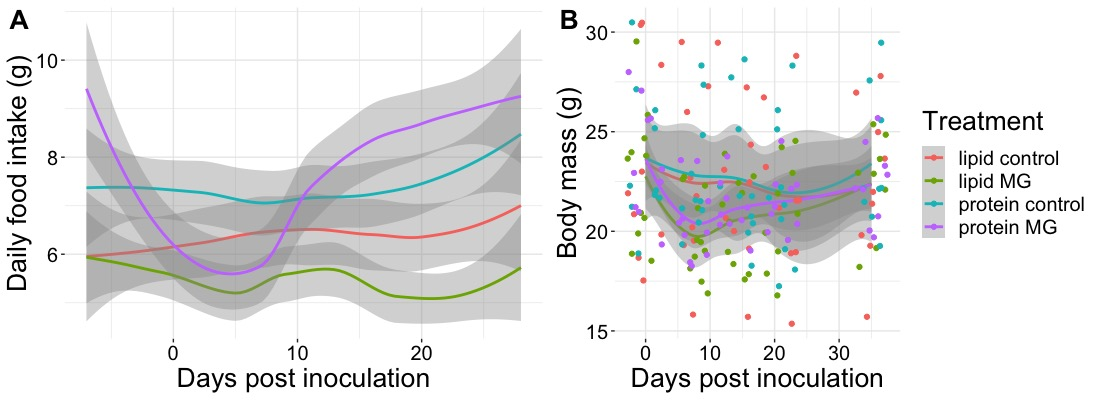 A
Daily food intake (g)
10
8
6
0
10
20
Days post inoculation
B
Body mass (g)
30
25
20
15
0
10
20
30
Days post inoculation
Treatment
lipid control
lipid MG
protein control
protein MG